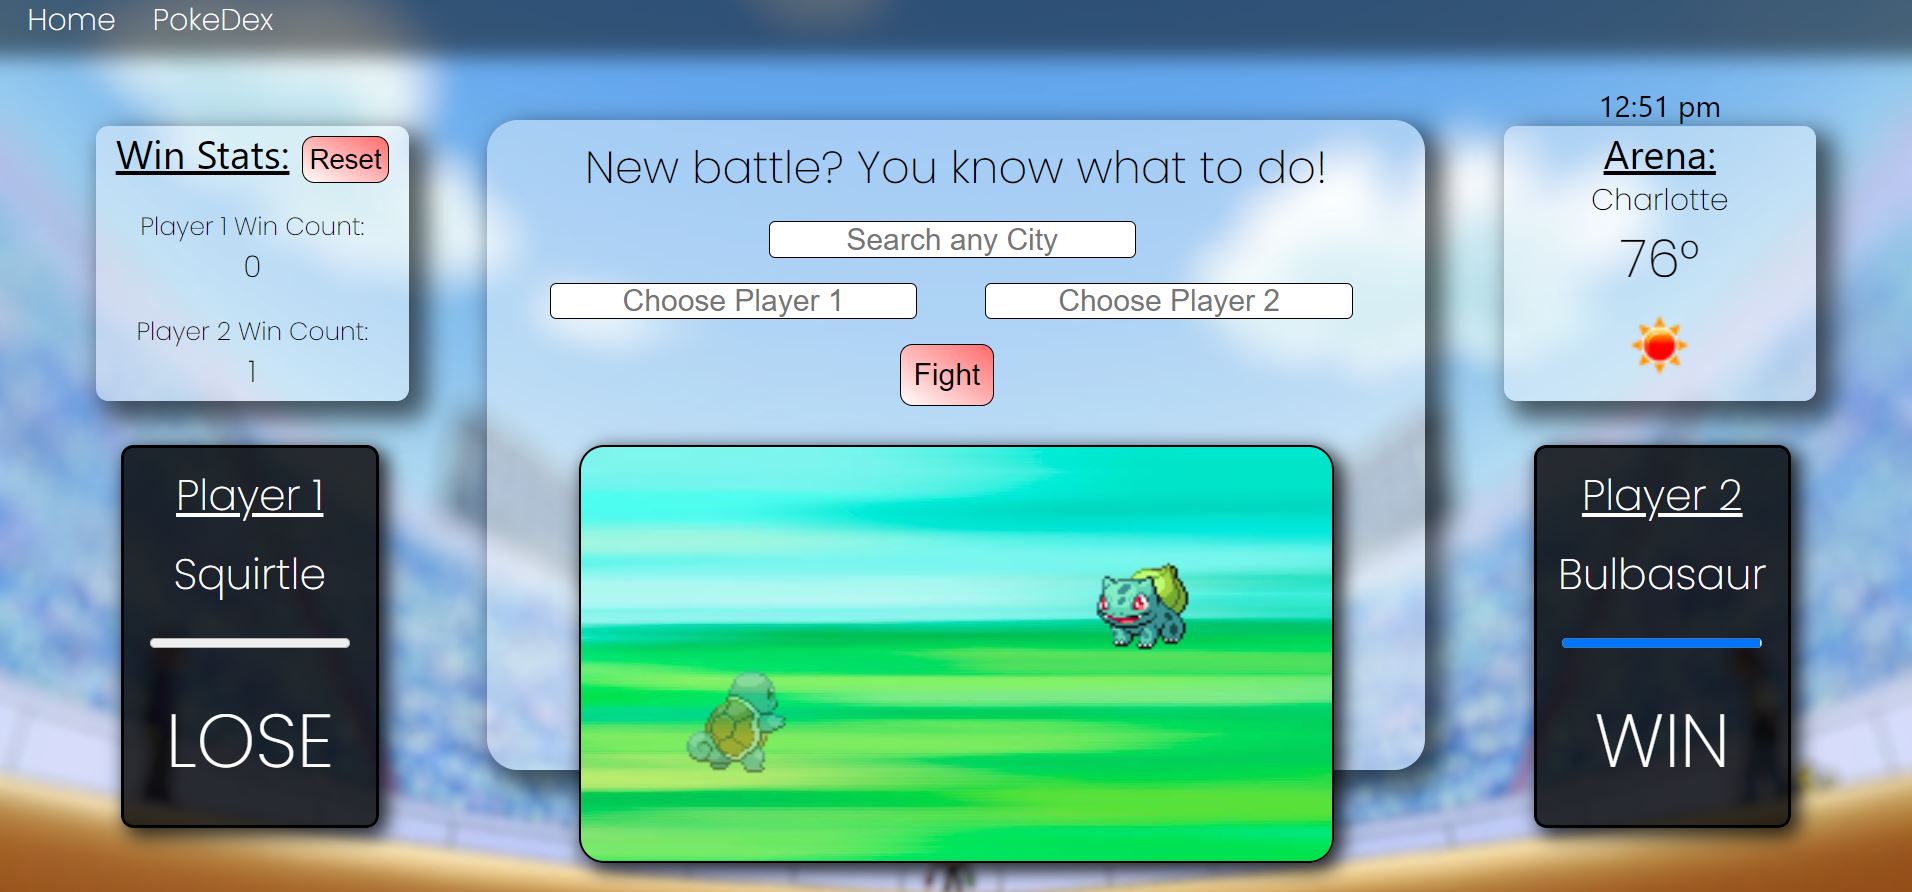 Home PokeDex
12:51 pm
Win Stats: Reset
Player 1 Win Count:
0
Player 2 Win Count:
1
New battle? You know what to do!
Search any City
Choose Player 1 Choose Player 2
Fight
Arena:
Charlotte
76°
Player 1
Squirtle
LOSE
Player 2
Bulbasaur
WIN